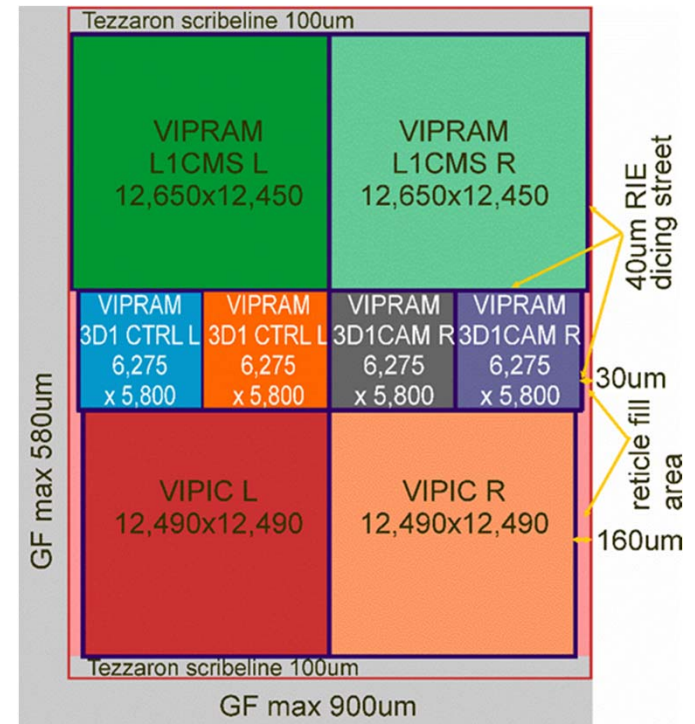 Tezzaron scribeline 100um
VIPRAM
L1CMS L
12,650x12,450
VIPRAM
L1CMS R
12,650x12,450
40um RIE
dicing street
VIPRAM
3D1 CTRL L
6,275
x 5,800
VIPRAM
3D1 CTRL L
6,275
x 5,800
VIPRAM
3D1CAM R
6,275
x 5,800
VIPRAM
3D1CAM R
6,275
x 5,800
30um
reticle fill
area
160um
GF max 580um
VIPIC L
12,490x12,490
VIPIC R
12,490x12,490
Tezzaron scribeline 100um
GF max 900um